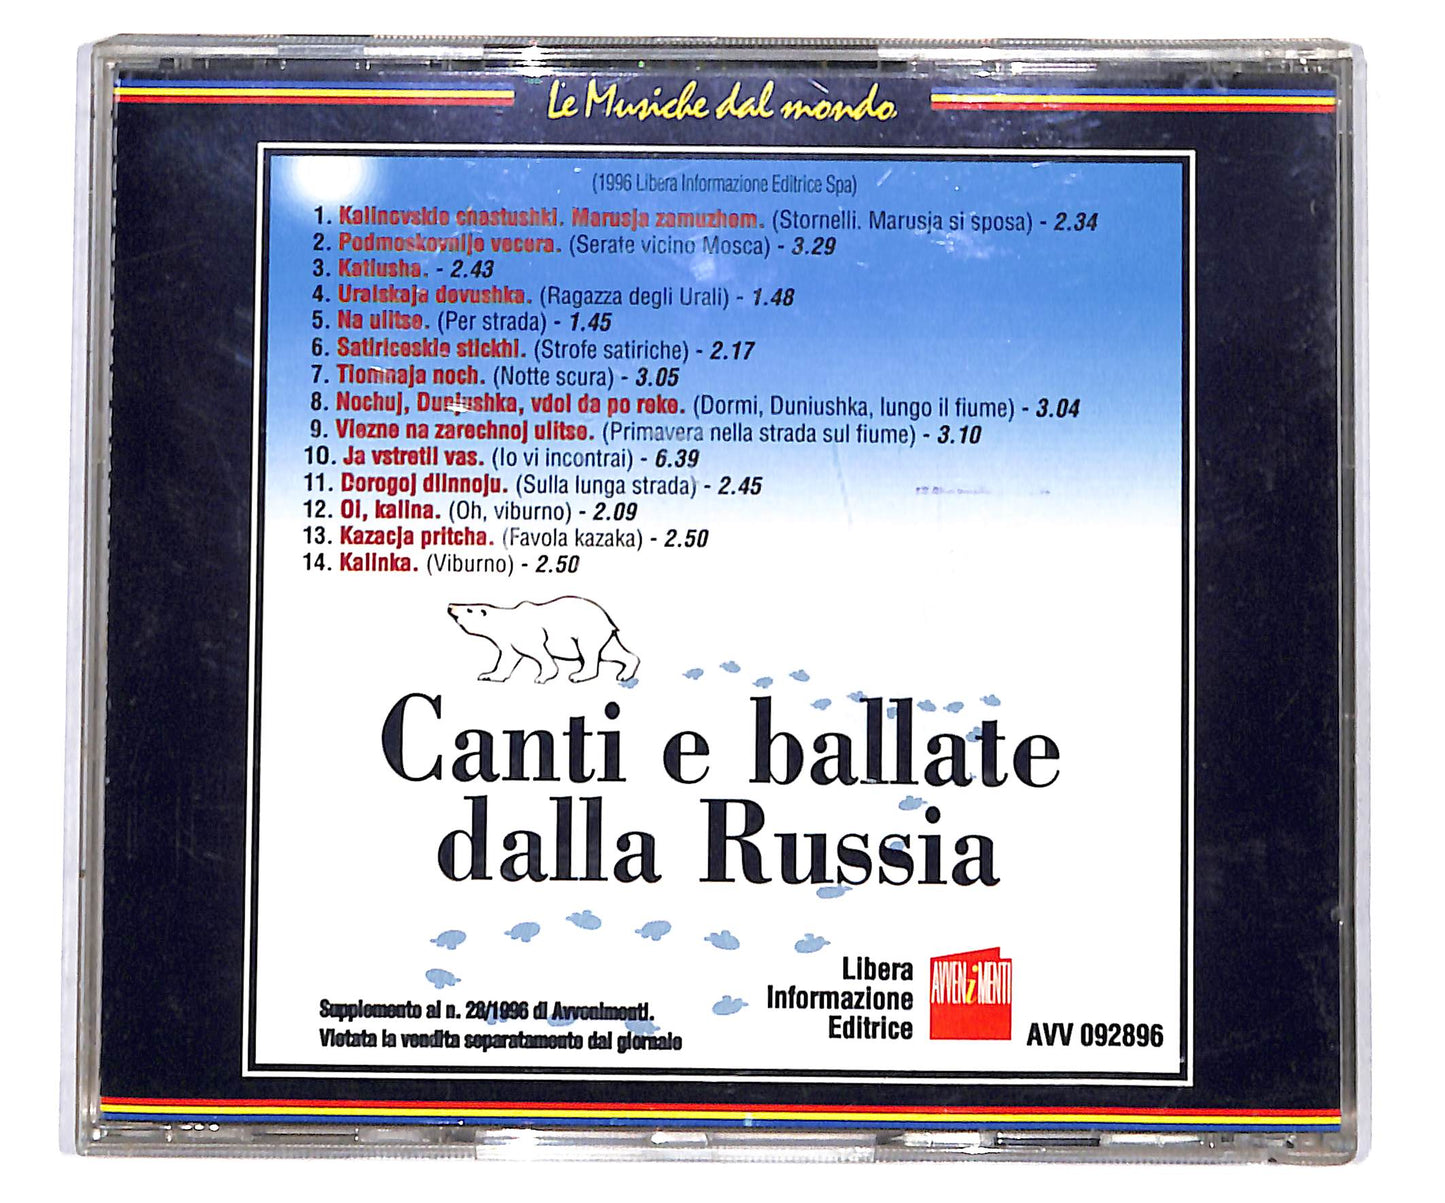 Le Musiche dal mondo
(1996 Libera Informazione Editrice Spa)
1. Kalinovskie cnastushki. Marusja zamuzhem. (Stornelli. Marusja si sposa) - 2.34
2. Podmoskovnije vecera. (Serate vicino Mosca) - 3.29
3. Katiusha. - 2.43
4. Uralskaja devushka. (Ragazza degli Urali) - 1.48
5. Na ulitse. (Per strada) - 1.45
6. Satiriceskie stickhi. (Strofe satiriche) - 2.17
7. Tiomnaja noch. (Notte scura) - 3.05
8. Nochuj, Dunjushka, vdol da po reke. (Dormi, Duniushka, lungo il fiume) - 3.04
9. Viezne na zarechnoj ulitse. (Primavera nella strada sul fiume) - 3.10
10. Ja vstretil vas. (Io vi incontrai) - 6.39
11. Dorogoj dlinnoju. (Sulla lunga strada) - 2.45
12. Oi, kalina. (Oh, viburno) - 2.09
13. Kazacja pritcha. (Favola kazaka) - 2.50
14. Kalinka. (Viburno) - 2.50
Canti e ballate
dalla Russia
Libera
Informazione
Editrice
AVVENiMENTI
AVV 092896
Supplemento al n. 28/1996 di Avvenimenti.
Vietata la vendita separatamente dal giornale